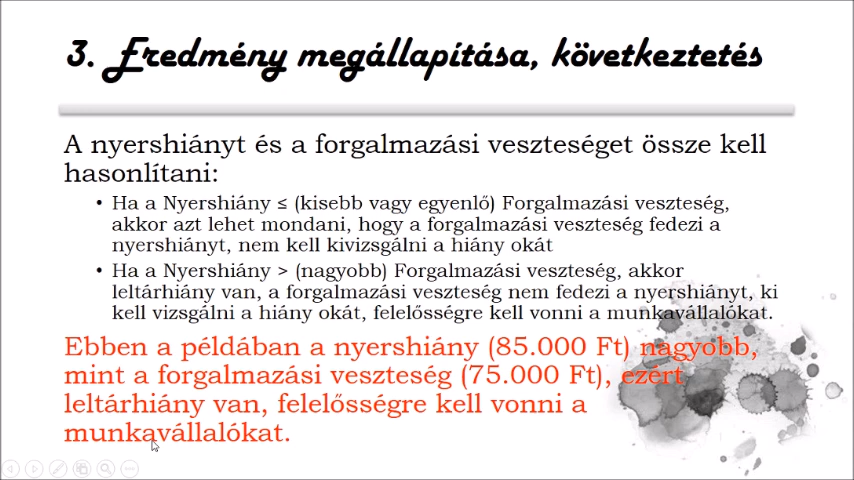 3. Eredmény megállapítása, következtetés
A nyershiányt és a forgalmazási veszteséget össze kell
hasonlítani:
• Ha a Nyershiány ≤ (kisebb vagy egyenlő) Forgalmazási veszteség,
akkor azt lehet mondani, hogy a forgalmazási veszteség fedezi a
nyershiányt, nem kell kivizsgálni a hiány okát
• Ha a Nyershiány > (nagyobb) Forgalmazási veszteség, akkor
leltárhiány van, a forgalmazási veszteség nem fedezi a nyershiányt, ki
kell vizsgálni a hiány okát, felelősségre kell vonni a munkavállalókat.
Ebben a példában a nyershiány (85.000 Ft) nagyobb,
mint a forgalmazási veszteség (75.000 Ft), ezért
leltárhiány van, felelősségre kell vonni a
munkavállalókat.